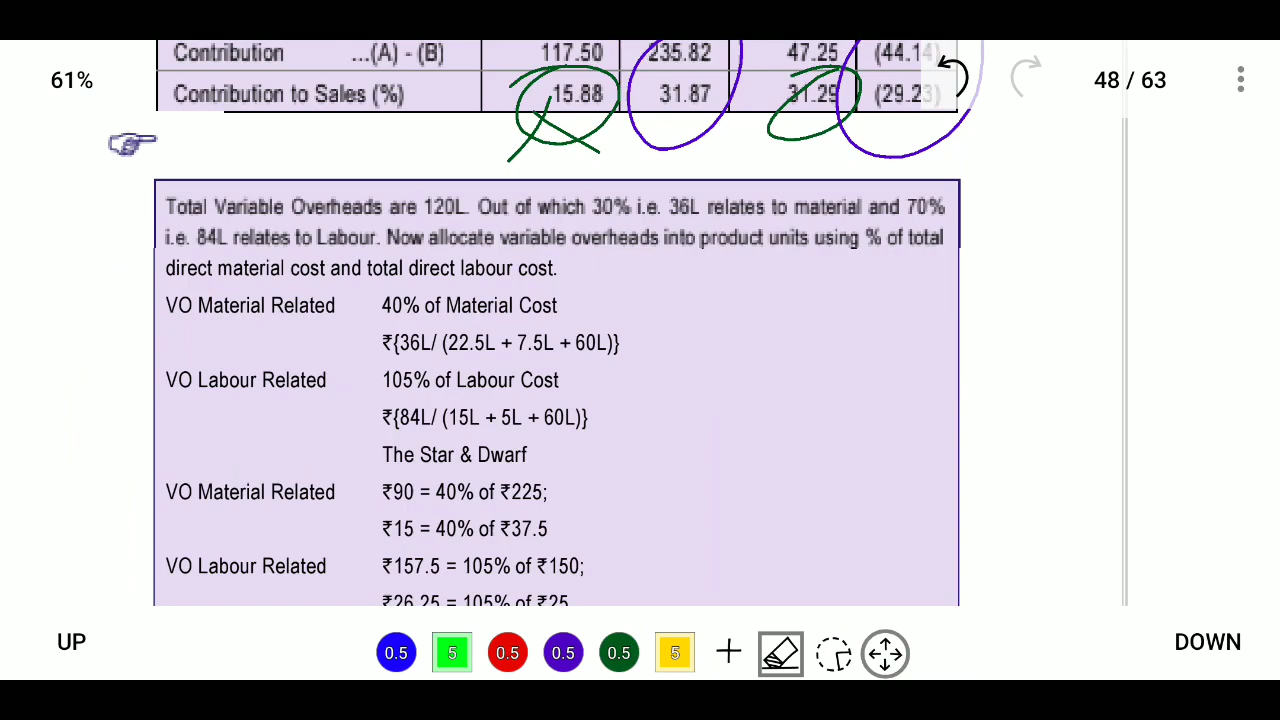 Contribution ...(A) - (B) 117.50 235.82 47.25 (44.14)
61% 48 / 63
Contribution to Sales (%) 15.88 31.87 31.29 (29.23)
Total Variable Overheads are 120L. Out of which 30% i.e. 36L relates to material and 70%
i.e. 84L relates to Labour. Now allocate variable overheads into product units using % of total
direct material cost and total direct labour cost.
VO Material Related 40% of Material Cost
₹{36L/ (22.5L + 7.5L + 60L)}
VO Labour Related 105% of Labour Cost
₹{84L/ (15L + 5L + 60L)}
The Star & Dwarf
VO Material Related ₹90 = 40% of ₹225;
₹15 = 40% of ₹37.5
VO Labour Related ₹157.5 = 105% of ₹150;
₹26.25 = 105% of ₹25
UP 0.5 5 0.5 0.5 0.5 5 + DOWN